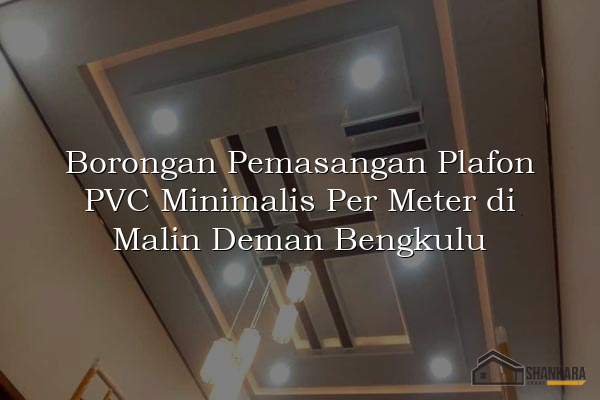 Borongan Pemasangan Plafon
PVC Minimalis Per Meter di
Malin Deman Bengkulu
SHANKARA